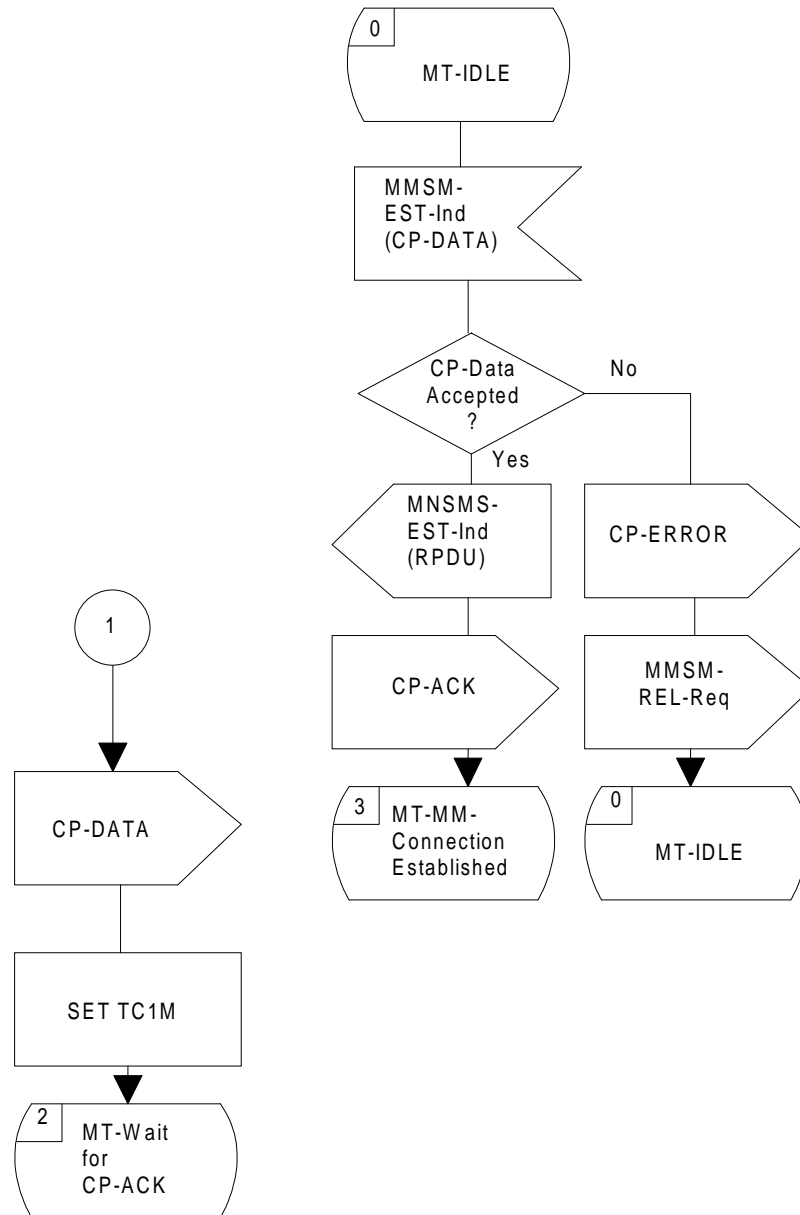 0
MT-IDLE
MMSM-
EST-Ind
(CP-DATA)
CP-Data
Accepted
?
No
Yes
MNSMS-
EST-Ind
(RPDU)
CP-ERROR
1
CP-ACK
MMSM-
REL-Req
CP-DATA
3
MT-MM-
Connection
Established
0
MT-IDLE
SET TC1M
2
MT-Wait
for
CP-ACK